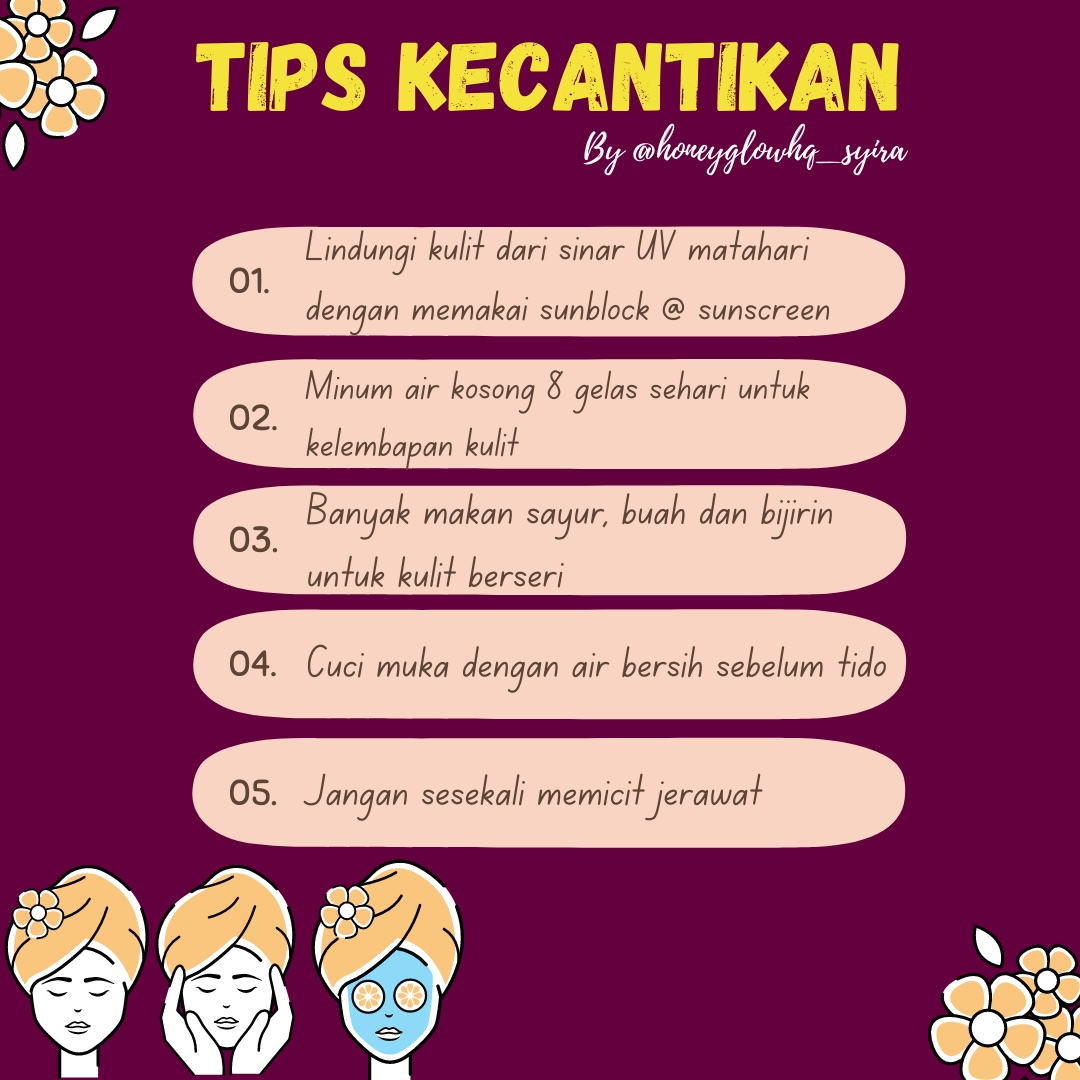 TIPS KECANTIKAN
By @honeyglowhq_syira
01. Lindungi kulit dari sinar UV matahari
dengan memakai sunblock @ sunscreen
02. Minum air kosong 8 gelas sehari untuk
kelembapan kulit
03. Banyak makan sayur, buah dan bijirin
untuk kulit berseri
04. Cuci muka dengan air bersih sebelum tido
05. Jangan sesekali memicit jerawat